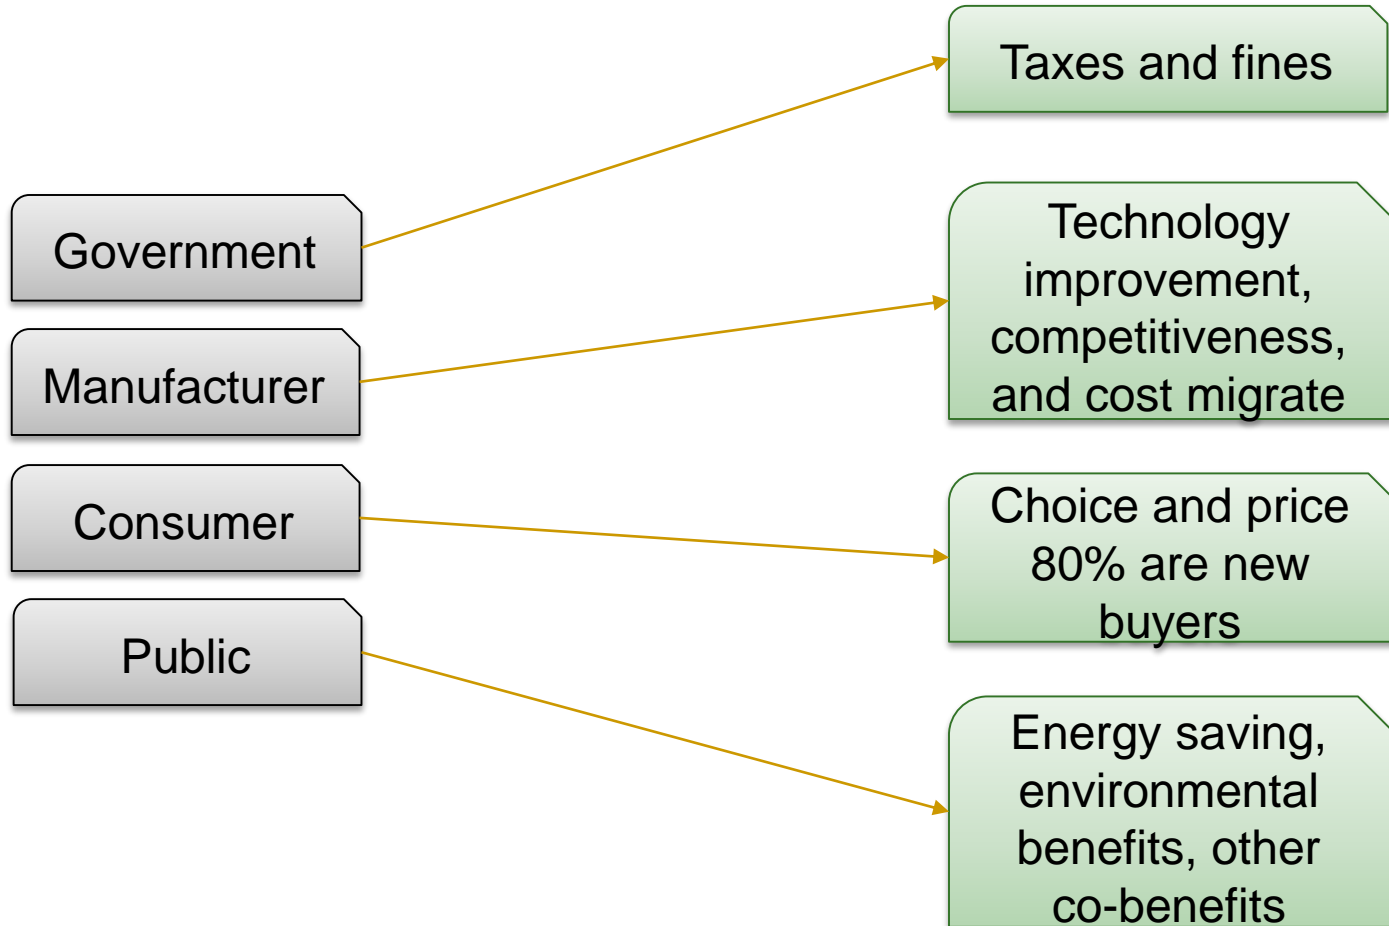 Government
Manufacturer
Consumer
Public
Taxes and fines
Technology
improvement,
competitiveness,
and cost migrate
Choice and price
80% are new
buyers
Energy saving,
environmental
benefits, other
co-benefits